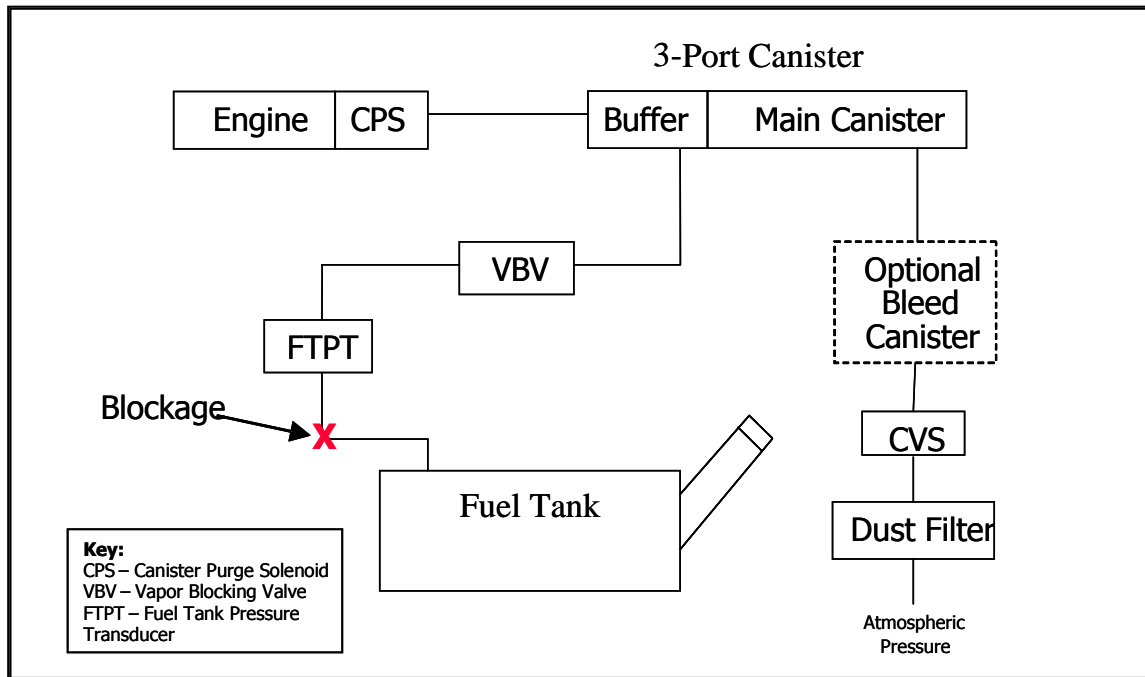 3-Port Canister
Engine
CPS
Buffer
Main Canister
VBV
Optional
Bleed
Canister
FTPT
Blockage
X
CVS
Fuel Tank
Dust Filter
Key:
CPS – Canister Purge Solenoid
VBV – Vapor Blocking Valve
FTPT – Fuel Tank Pressure
Transducer
Atmospheric
Pressure